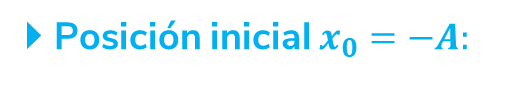 Posición inicial x₀ = −A: